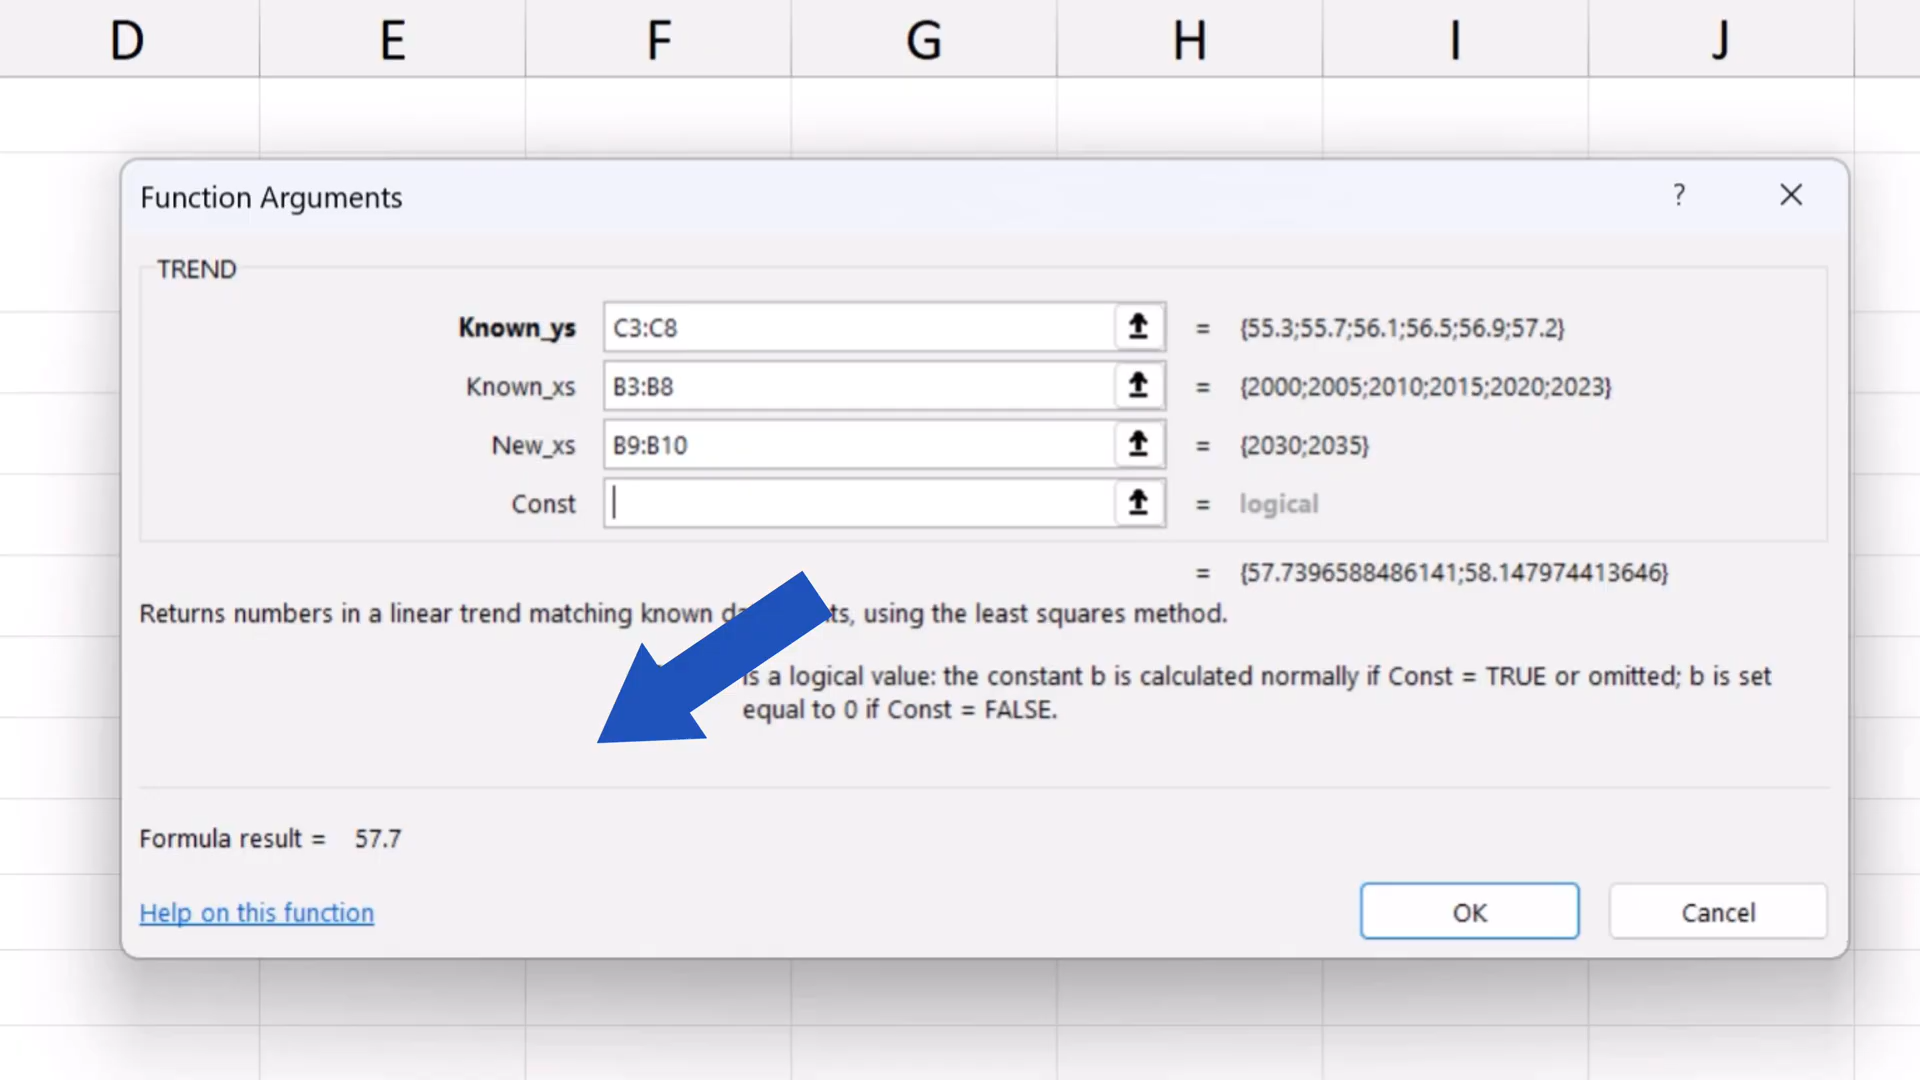 D E F G H I J
Function Arguments ? 
TREND
Known_ys C3:C8 = {55.3;55.7;56.1;56.5;56.9;57.2}
Known_xs B3:B8 = {2000;2005;2010;2015;2020;2023}
New_xs B9:B10 = {2030;2035}
Const = logical
= {57.7396588486141;58.147974413646}
Returns numbers in a linear trend matching known using the least squares method.
is a logical value: the constant b is calculated normally if Const = TRUE or omitted; b is set
equal to 0 if Const = FALSE.
Formula result = 57.7
Help on this function
OK Cancel